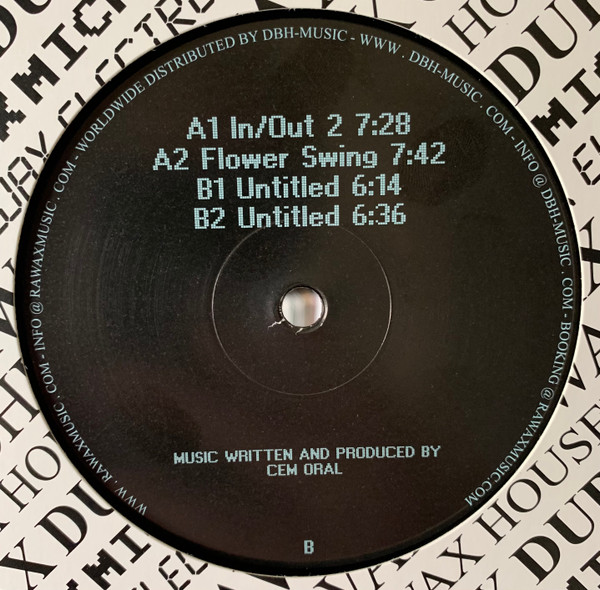 WWW . RAWAXMUSIC . COM - INFO @ RAWAXMUSIC . COM - WORLDWIDE DISTRIBUTED BY DBH-MUSIC - WWW . DBH-MUSIC . COM - INFO @ DBH-MUSIC . COM - BOOKING @ RAWAXMUSIC.COM
A1 In/Out 2 7:28
A2 Flower Swing 7:42
B1 Untitled 6:14
B2 Untitled 6:36
MUSIC WRITTEN AND PRODUCED BY
CEM ORAL
B